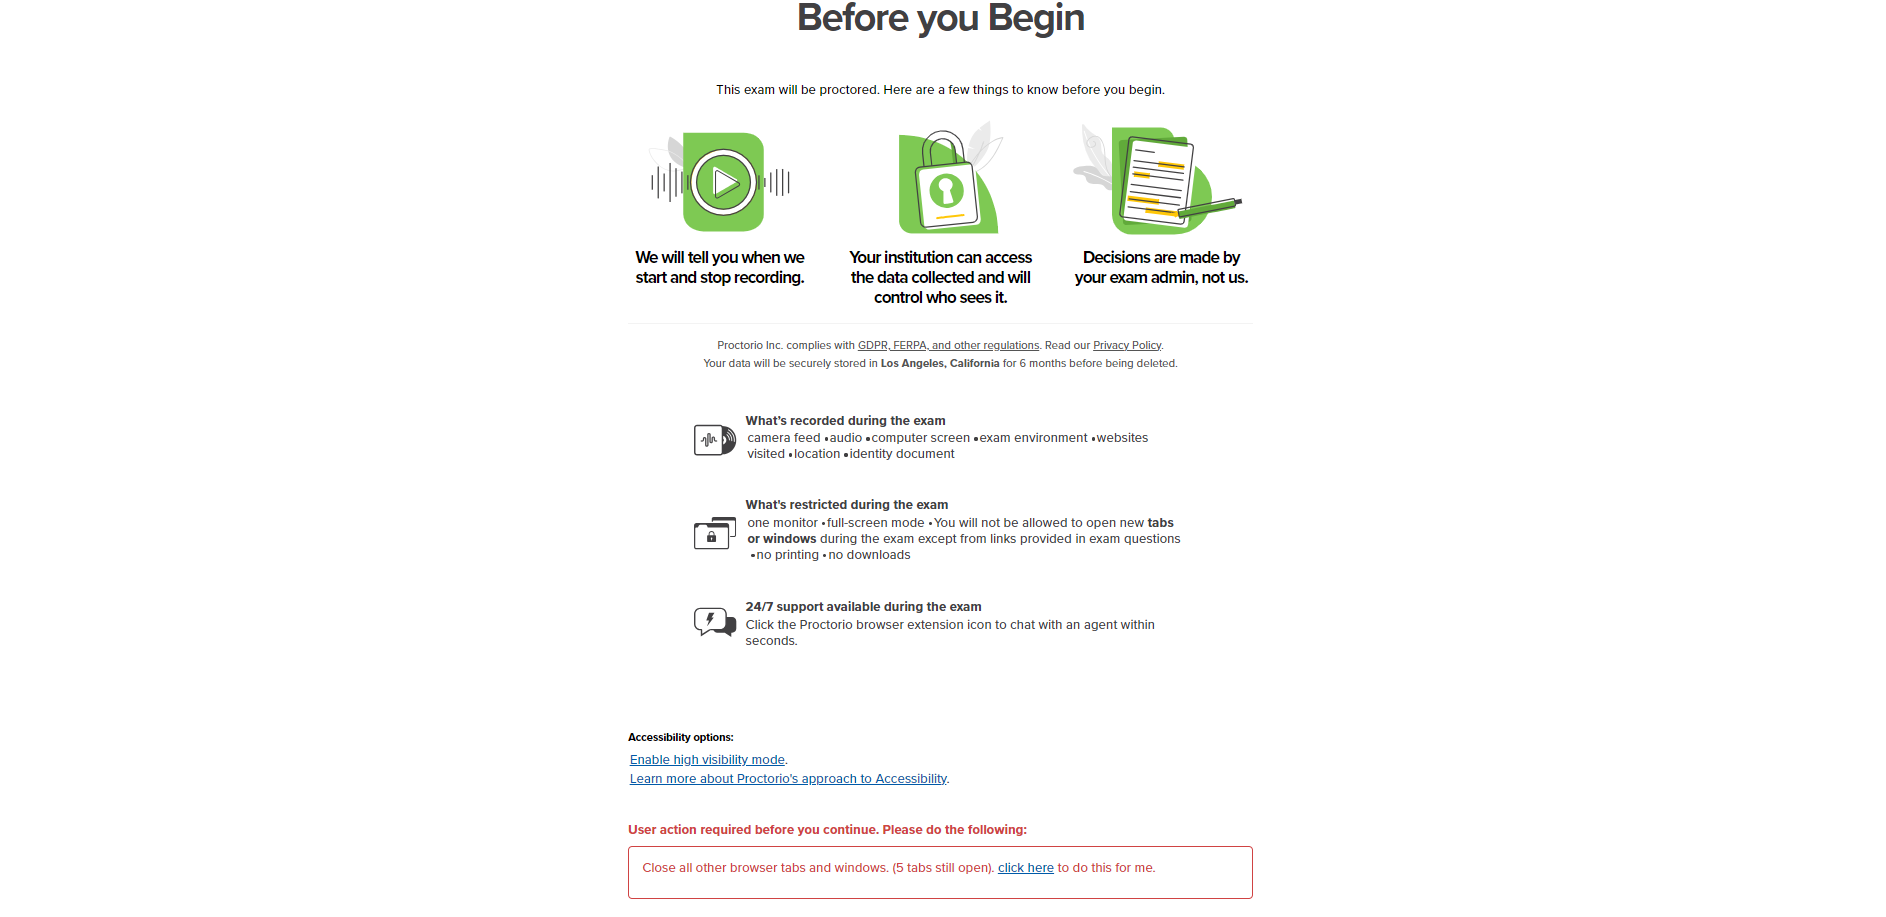 Before you Begin
This exam will be proctored. Here are a few things to know before you begin.
We will tell you when we
start and stop recording.
Your institution can access
the data collected and will
control who sees it.
Decisions are made by
your exam admin, not us.
Proctorio Inc. complies with GDPR, FERPA, and other regulations. Read our Privacy Policy.
Your data will be securely stored in Los Angeles, California for 6 months before being deleted.
What's recorded during the exam
camera feed •audio •computer screen •exam environment •websites
visited •location •identity document
What's restricted during the exam
one monitor •full-screen mode •You will not be allowed to open new tabs
or windows during the exam except from links provided in exam questions
•no printing •no downloads
24/7 support available during the exam
Click the Proctorio browser extension icon to chat with an agent within
seconds.
Accessibility options:
Enable high visibility mode.
Learn more about Proctorio's approach to Accessibility.
User action required before you continue. Please do the following:
Close all other browser tabs and windows. (5 tabs still open). click here to do this for me.